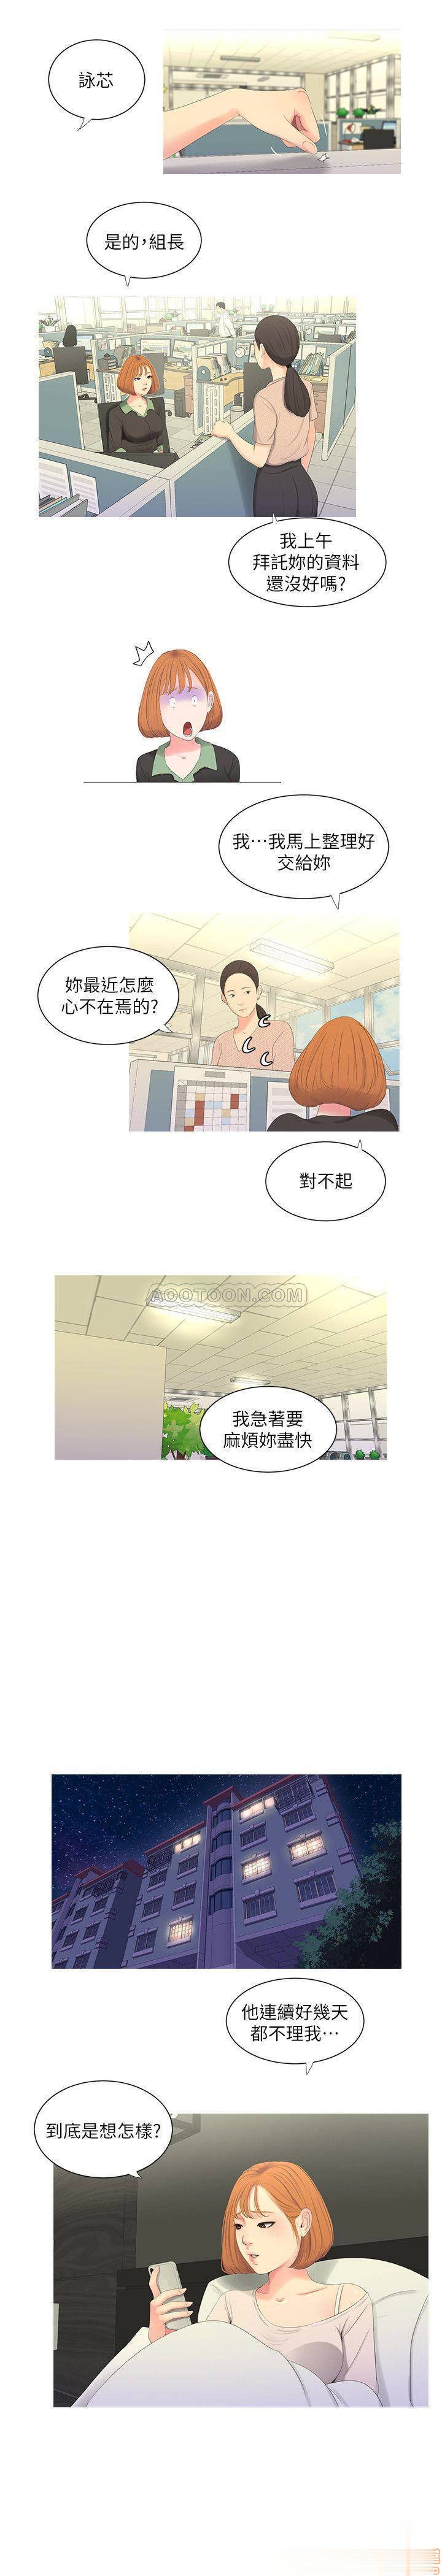 詠芯
是的,組長
我上午
拜託妳的資料
還沒好嗎?
我⋯我馬上整理好
交給妳
妳最近怎麼
心不在焉的?
對不起
AOOTOON.COM
我急著要
麻煩妳盡快
他連續好幾天
都不理我⋯
到底是想怎樣?